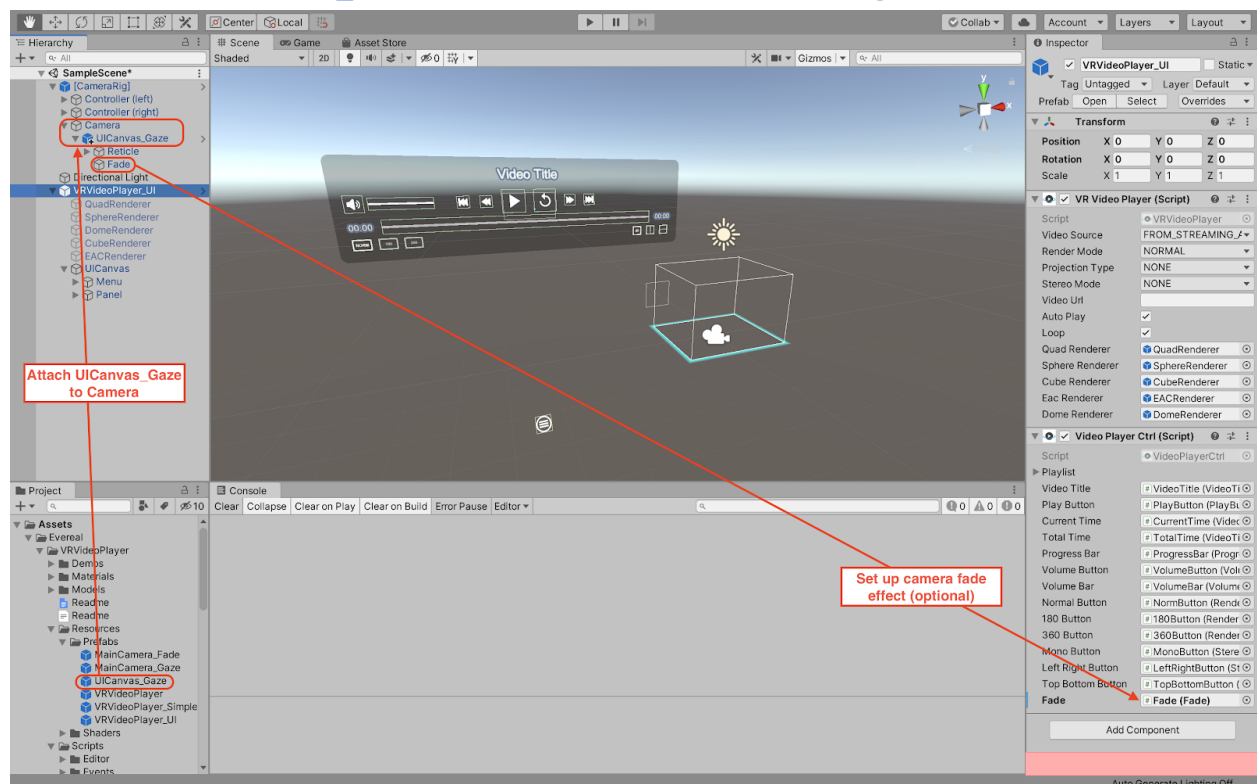 Center
Local
Collab
Account
Layers
Layout
Hierarchy
All
SampleScene*
[CameraRig]
Controller (left)
Controller (right)
Camera
UICanvas_Gaze
Reticle
Fade
Directional Light
VRVideoPlayer_UI
QuadRenderer
SphereRenderer
DomeRenderer
CubeRenderer
EACRenderer
UICanvas
Menu
Panel
Attach UICanvas_Gaze
to Camera
Scene
Game
Asset Store
Shaded
2D
0
Gizmos
All
y
x
Video Title
00:00
00:00
Project
10
Assets
Evereal
VRVideoPlayer
Demos
Materials
Models
Readme
Readme
Resources
Prefabs
MainCamera_Fade
MainCamera_Gaze
UICanvas_Gaze
VRVideoPlayer
VRVideoPlayer_Simple
VRVideoPlayer_UI
Shaders
Scripts
Editor
Events
Console
Clear Collapse Clear on Play Clear on Build Error Pause Editor
0 0 0
Set up camera fade
effect (optional)
Inspector
VRVideoPlayer_UI Static
Tag Untagged Layer Default
Prefab Open Select Overrides
Transform
Position X 0 Y 0 Z 0
Rotation X 0 Y 0 Z 0
Scale X 1 Y 1 Z 1
VR Video Player (Script)
Script VRVideoPlayer
Video Source FROM_STREAMING_A
Render Mode NORMAL
Projection Type NONE
Stereo Mode NONE
Video Url
Auto Play
Loop
Quad Renderer QuadRenderer
Sphere Renderer SphereRenderer
Cube Renderer CubeRenderer
Eac Renderer EACRenderer
Dome Renderer DomeRenderer
Video Player Ctrl (Script)
Script VideoPlayerCtrl
Playlist
Video Title VideoTitle (VideoTi
Play Button PlayButton (PlayBu
Current Time CurrentTime (Videc
Total Time TotalTime (VideoTi
Progress Bar ProgressBar (Progr
Volume Button VolumeButton (Volu
Volume Bar VolumeBar (Volume
Normal Button NormButton (Rende
180 Button 180Button (Render
360 Button 360Button (Render
Mono Button MonoButton (Stere
Left Right Button LeftRightButton (St
Top Bottom Button TopBottomButton (
Fade Fade (Fade)
Add Component
Auto Generate Lighting Off